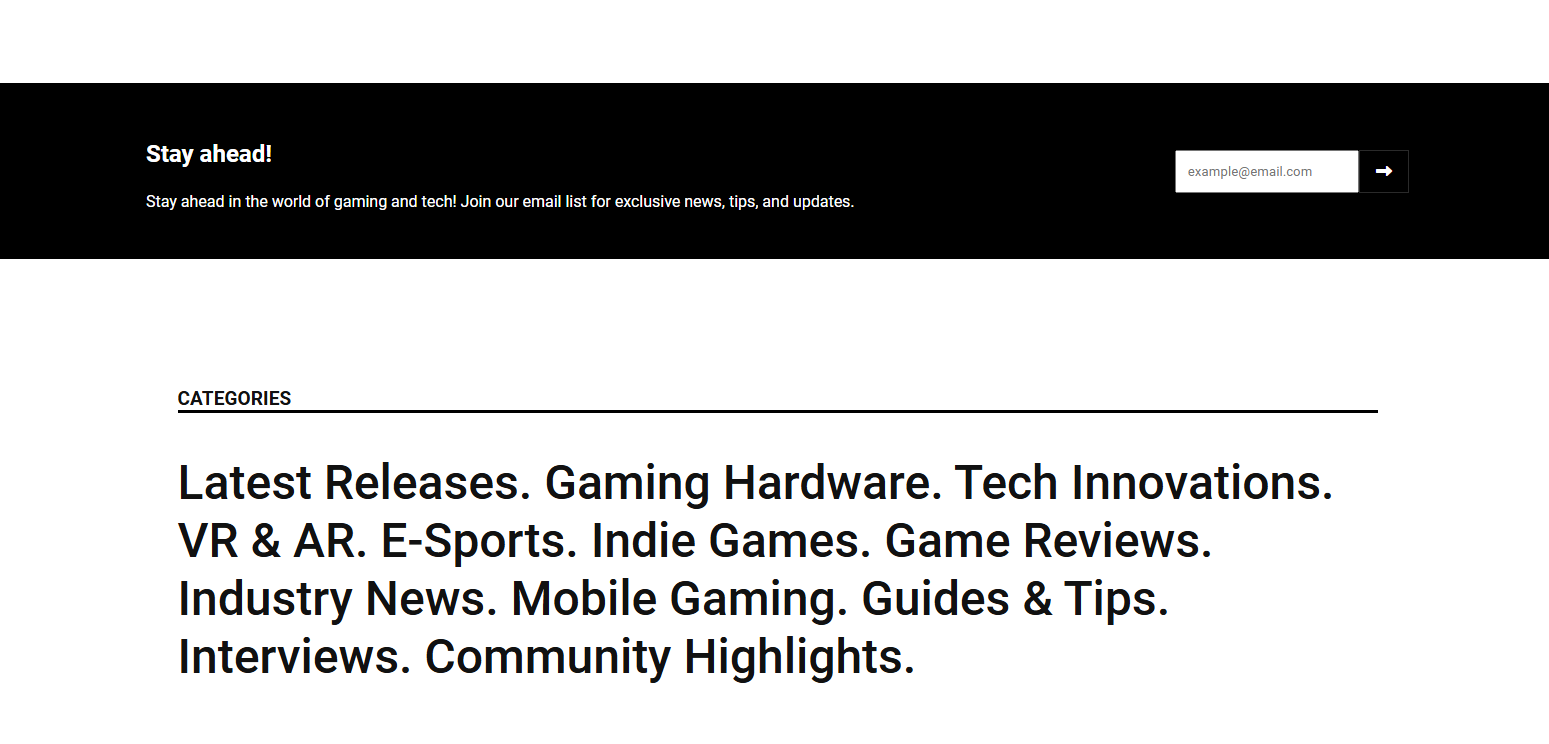 Stay ahead!
Stay ahead in the world of gaming and tech! Join our email list for exclusive news, tips, and updates.
example@email.com
CATEGORIES
Latest Releases. Gaming Hardware. Tech Innovations.
VR & AR. E-Sports. Indie Games. Game Reviews.
Industry News. Mobile Gaming. Guides & Tips.
Interviews. Community Highlights.